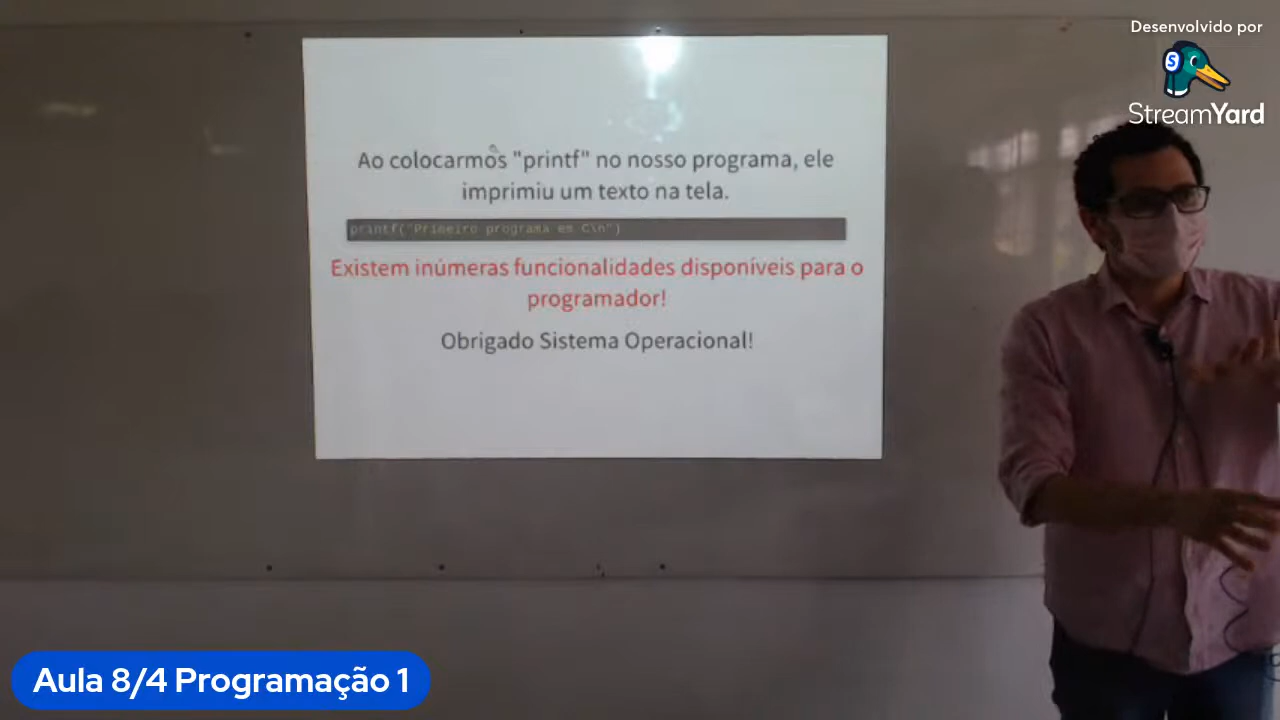 Desenvolvido por
StreamYard
Ao colocarmos "printf" no nosso programa, ele
imprimiu um texto na tela.
printf("Primeiro programa em C\n")
Existem inúmeras funcionalidades disponíveis para o
programador!
Obrigado Sistema Operacional!
Aula 8/4 Programação 1